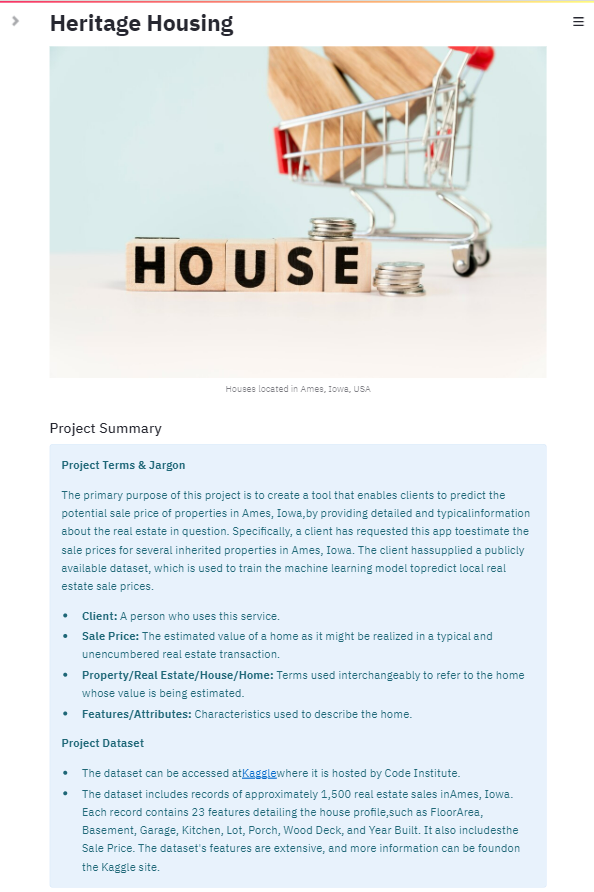 Heritage Housing
HOUSE
Houses located in Ames, Iowa, USA
Project Summary
Project Terms & Jargon
The primary purpose of this project is to create a tool that enables clients to predict the
potential sale price of properties in Ames, Iowa,by providing detailed and typicalinformation
about the real estate in question. Specifically, a client has requested this app toestimate the
sale prices for several inherited properties in Ames, Iowa. The client hassupplied a publicly
available dataset, which is used to train the machine learning model topredict local real
estate sale prices.
• Client: A person who uses this service.
• Sale Price: The estimated value of a home as it might be realized in a typical and
unencumbered real estate transaction.
• Property/Real Estate/House/Home: Terms used interchangeably to refer to the home
whose value is being estimated.
• Features/Attributes: Characteristics used to describe the home.
Project Dataset
• The dataset can be accessed atKagglewhere it is hosted by Code Institute.
• The dataset includes records of approximately 1,500 real estate sales inAmes, Iowa.
Each record contains 23 features detailing the house profile,such as FloorArea,
Basement, Garage, Kitchen, Lot, Porch, Wood Deck, and Year Built. It also includesthe
Sale Price. The dataset's features are extensive, and more information can be foundon
the Kaggle site.